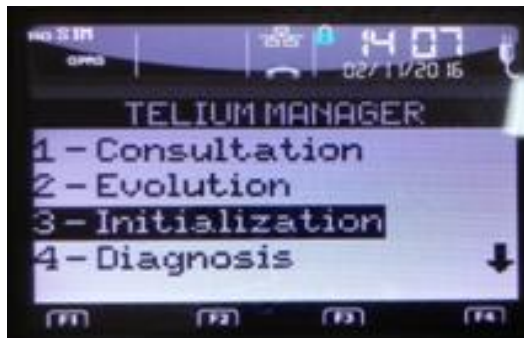 NO SIM
GPRS
14 07
02/11/2016
TELIUM MANAGER
1-Consultation
2-Evolution
3-Initialization
4-Diagnosis
F1 F2 F3 F4